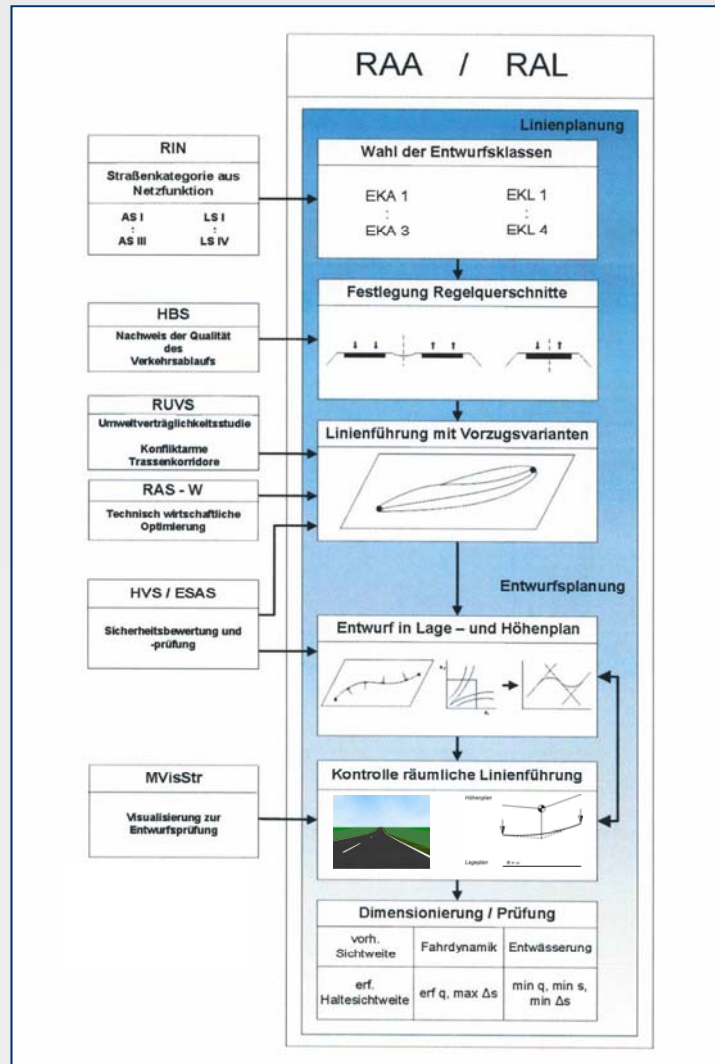 RAA / RAL
Linienplanung
RIN
Straßenkategorie aus
Netzfunktion
AS I LS I
: :
AS III LS IV
Wahl der Entwurfsklassen
EKA 1 EKL 1
: :
EKA 3 EKL 4
HBS
Nachweis der Qualität
des
Verkehrsablaufs
Festlegung Regelquerschnitte
RUVS
Umweltverträglichkeitsstudie
Konfliktarme
Trassenkorridore
RAS - W
Technisch wirtschaftliche
Optimierung
Linienführung mit Vorzugsvarianten
Entwurfsplanung
HVS / ESAS
Sicherheitsbewertung und
-prüfung
Entwurf in Lage – und Höhenplan
MVisStr
Visualisierung zur
Entwurfsprüfung
Kontrolle räumliche Linienführung
Höhenplan
Lageplan
Dimensionierung / Prüfung
vorh.
Sichtweite
Fahrdynamik
Entwässerung
erf.
Haltesichtweite
erf q, max Δs
min q, min s,
min Δs